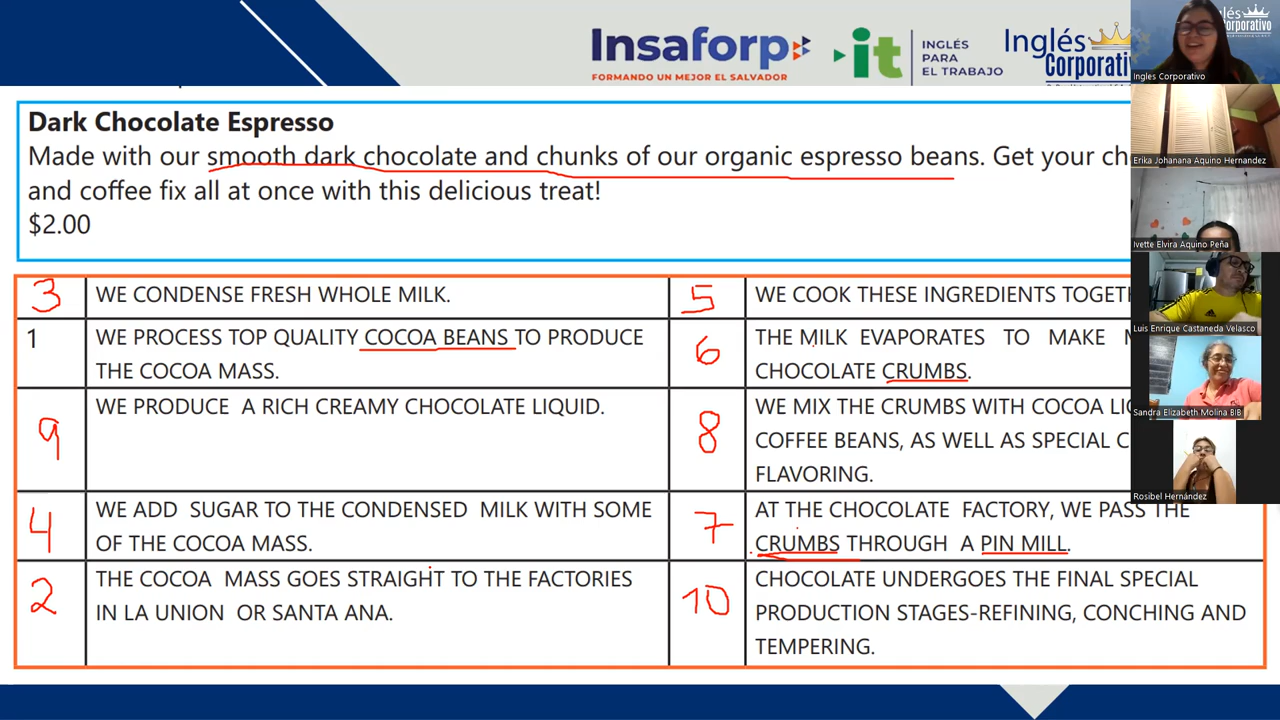 Insaforp
FORMANDO UN MEJOR EL SALVADOR
it
INGLÉS
PARA
EL TRABAJO
Inglés
Corporativo
Ingles Corporativo
Erika Johanana Aquino Hernandez
Ivette Elvira Aquino Peña
Luis Enrique Castaneda Velasco
Sandra Elizabeth Molina BIB
Rosibel Hernández
Dark Chocolate Espresso
Made with our smooth dark chocolate and chunks of our organic espresso beans. Get your ch
and coffee fix all at once with this delicious treat!
$2.00
3 WE CONDENSE FRESH WHOLE MILK.
5 WE COOK THESE INGREDIENTS TOGETH
1 WE PROCESS TOP QUALITY COCOA BEANS TO PRODUCE
THE COCOA MASS.
6 THE MILK EVAPORATES TO MAKE M
CHOCOLATE CRUMBS.
9 WE PRODUCE A RICH CREAMY CHOCOLATE LIQUID.
8 WE MIX THE CRUMBS WITH COCOA LI
COFFEE BEANS, AS WELL AS SPECIAL C
FLAVORING.
4 WE ADD SUGAR TO THE CONDENSED MILK WITH SOME
OF THE COCOA MASS.
7 AT THE CHOCOLATE FACTORY, WE PASS THE
CRUMBS THROUGH A PIN MILL.
2 THE COCOA MASS GOES STRAIGHT TO THE FACTORIES
IN LA UNION OR SANTA ANA.
10 CHOCOLATE UNDERGOES THE FINAL SPECIAL
PRODUCTION STAGES-REFINING, CONCHING AND
TEMPERING.